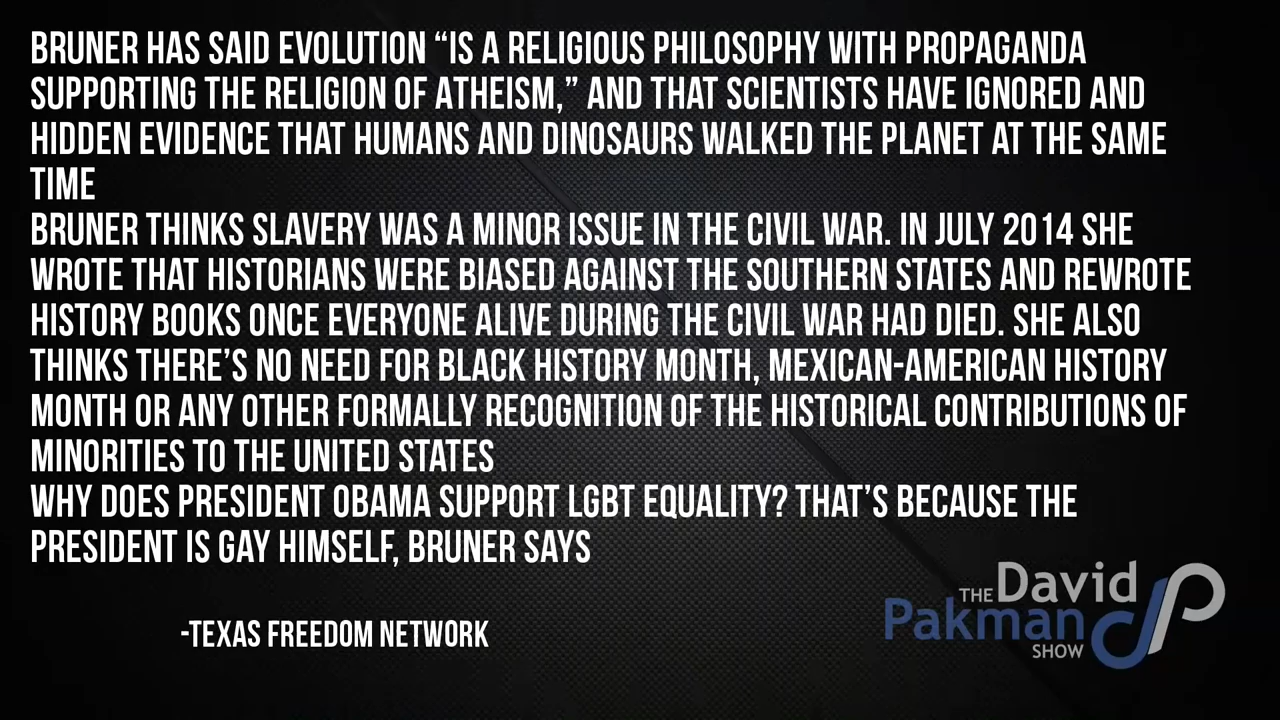 BRUNER HAS SAID EVOLUTION “IS A RELIGIOUS PHILOSOPHY WITH PROPAGANDA
SUPPORTING THE RELIGION OF ATHEISM,” AND THAT SCIENTISTS HAVE IGNORED AND
HIDDEN EVIDENCE THAT HUMANS AND DINOSAURS WALKED THE PLANET AT THE SAME
TIME
BRUNER THINKS SLAVERY WAS A MINOR ISSUE IN THE CIVIL WAR. IN JULY 2014 SHE
WROTE THAT HISTORIANS WERE BIASED AGAINST THE SOUTHERN STATES AND REWROTE
HISTORY BOOKS ONCE EVERYONE ALIVE DURING THE CIVIL WAR HAD DIED. SHE ALSO
THINKS THERE’S NO NEED FOR BLACK HISTORY MONTH, MEXICAN-AMERICAN HISTORY
MONTH OR ANY OTHER FORMALLY RECOGNITION OF THE HISTORICAL CONTRIBUTIONS OF
MINORITIES TO THE UNITED STATES
WHY DOES PRESIDENT OBAMA SUPPORT LGBT EQUALITY? THAT’S BECAUSE THE
PRESIDENT IS GAY HIMSELF, BRUNER SAYS
-TEXAS FREEDOM NETWORK
THE David
Pakman
SHOW